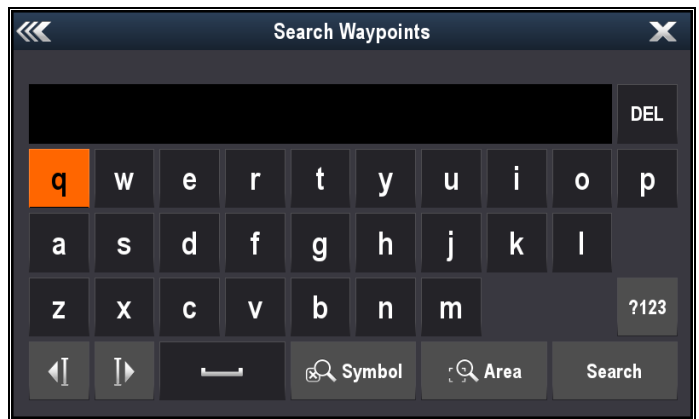 Search Waypoints
DEL
q w e r t y u i o p
a s d f g h j k l
z x c v b n m ?123
Symbol Area Search